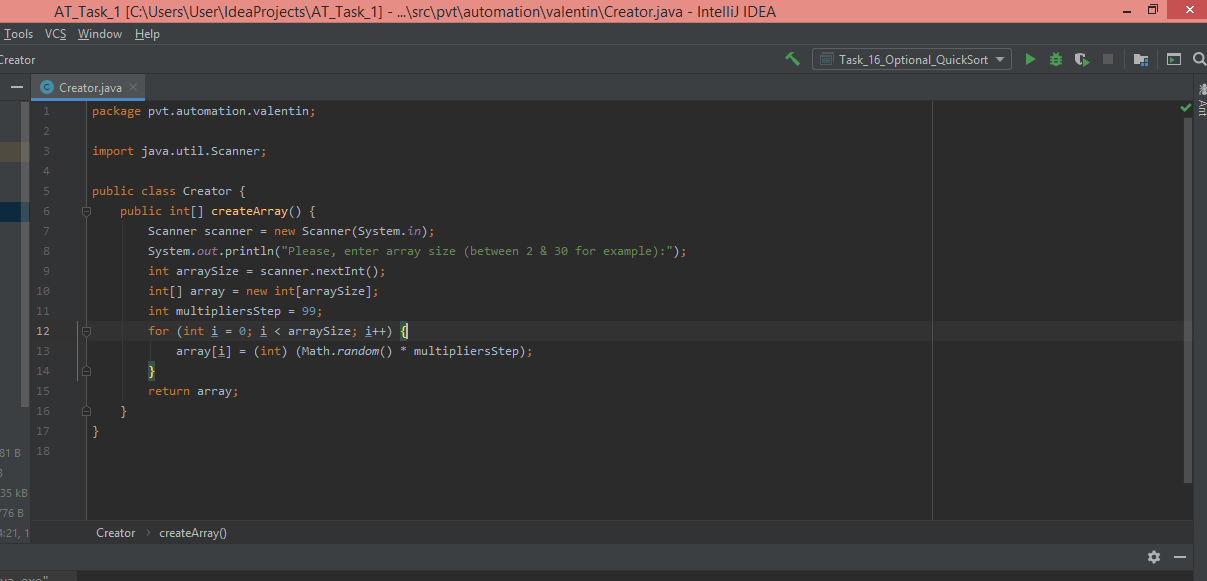 AT_Task_1 [C:\Users\User\IdeaProjects\AT_Task_1] - ...\src\pvt\automation\valentin\Creator.java - IntelliJ IDEA
Tools VCS Window Help
Creator
Task_16_Optional_QuickSort
Creator.java
Ant
1 package pvt.automation.valentin;
2
3 import java.util.Scanner;
4
5 public class Creator {
6 public int[] createArray() {
7 Scanner scanner = new Scanner(System.in);
8 System.out.println("Please, enter array size (between 2 & 30 for example):");
9 int arraySize = scanner.nextInt();
10 int[] array = new int[arraySize];
11 int multipliersStep = 99;
12 for (int i = 0; i < arraySize; i++) {
13 array[i] = (int) (Math.random() * multipliersStep);
14 }
15 return array;
16 }
17 }
18
81 B
35 kB
776 B
4:21, 1
Creator > createArray()